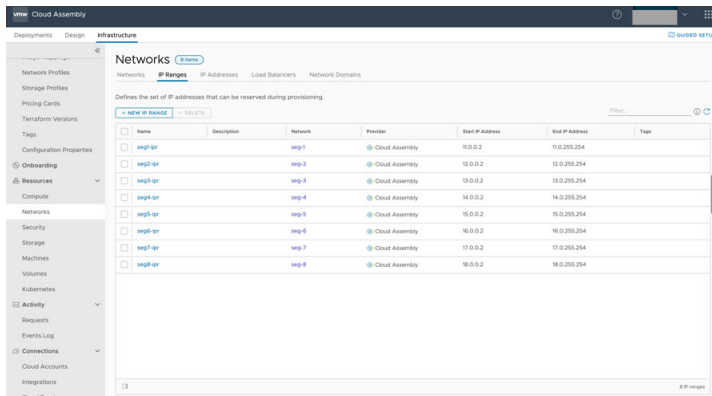 vmw Cloud Assembly
Deployments Design Infrastructure
GUIDED SETU
Network Profiles
Storage Profiles
Pricing Cards
Terraform Versions
Tags
Configuration Properties
Onboarding
Resources
Compute
Networks
Security
Storage
Machines
Volumes
Kubernetes
Activity
Requests
Events Log
Connections
Cloud Accounts
Integrations
Networks 8 items
Networks IP Ranges IP Addresses Load Balancers Network Domains
Defines the set of IP addresses that can be reserved during provisioning.
+ NEW IP RANGE × DELETE
Filter...
Name Description Network Provider Start IP Address End IP Address Tags
seg1-ipr seg-1 Cloud Assembly 11.0.0.2 11.0.255.254
seg2-ipr seg-2 Cloud Assembly 12.0.0.2 12.0.255.254
seg3-ipr seg-3 Cloud Assembly 13.0.0.2 13.0.255.254
seg4-ipr seg-4 Cloud Assembly 14.0.0.2 14.0.255.254
seg5-ipr seg-5 Cloud Assembly 15.0.0.2 15.0.255.254
seg6-ipr seg-6 Cloud Assembly 16.0.0.2 16.0.255.254
seg7-ipr seg-7 Cloud Assembly 17.0.0.2 17.0.255.254
seg8-ipr seg-8 Cloud Assembly 18.0.0.2 18.0.255.254
8 IP ranges